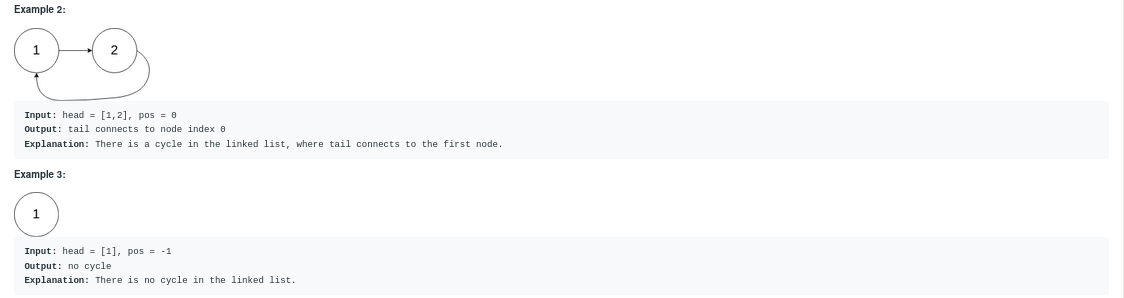 Example 2:
1 2
Input: head = [1,2], pos = 0
Output: tail connects to node index 0
Explanation: There is a cycle in the linked list, where tail connects to the first node.
Example 3:
1
Input: head = [1], pos = -1
Output: no cycle
Explanation: There is no cycle in the linked list.